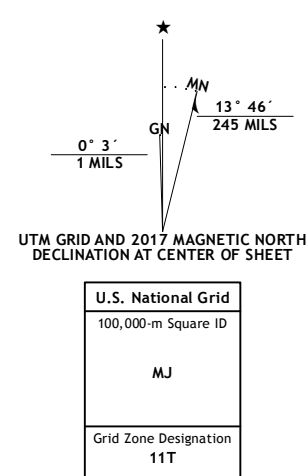 ★
MN
13° 46´
245 MILS
GN
0° 3´
1 MILS
UTM GRID AND 2017 MAGNETIC NORTH
DECLINATION AT CENTER OF SHEET
U.S. National Grid
100,000-m Square ID
MJ
Grid Zone Designation
11T